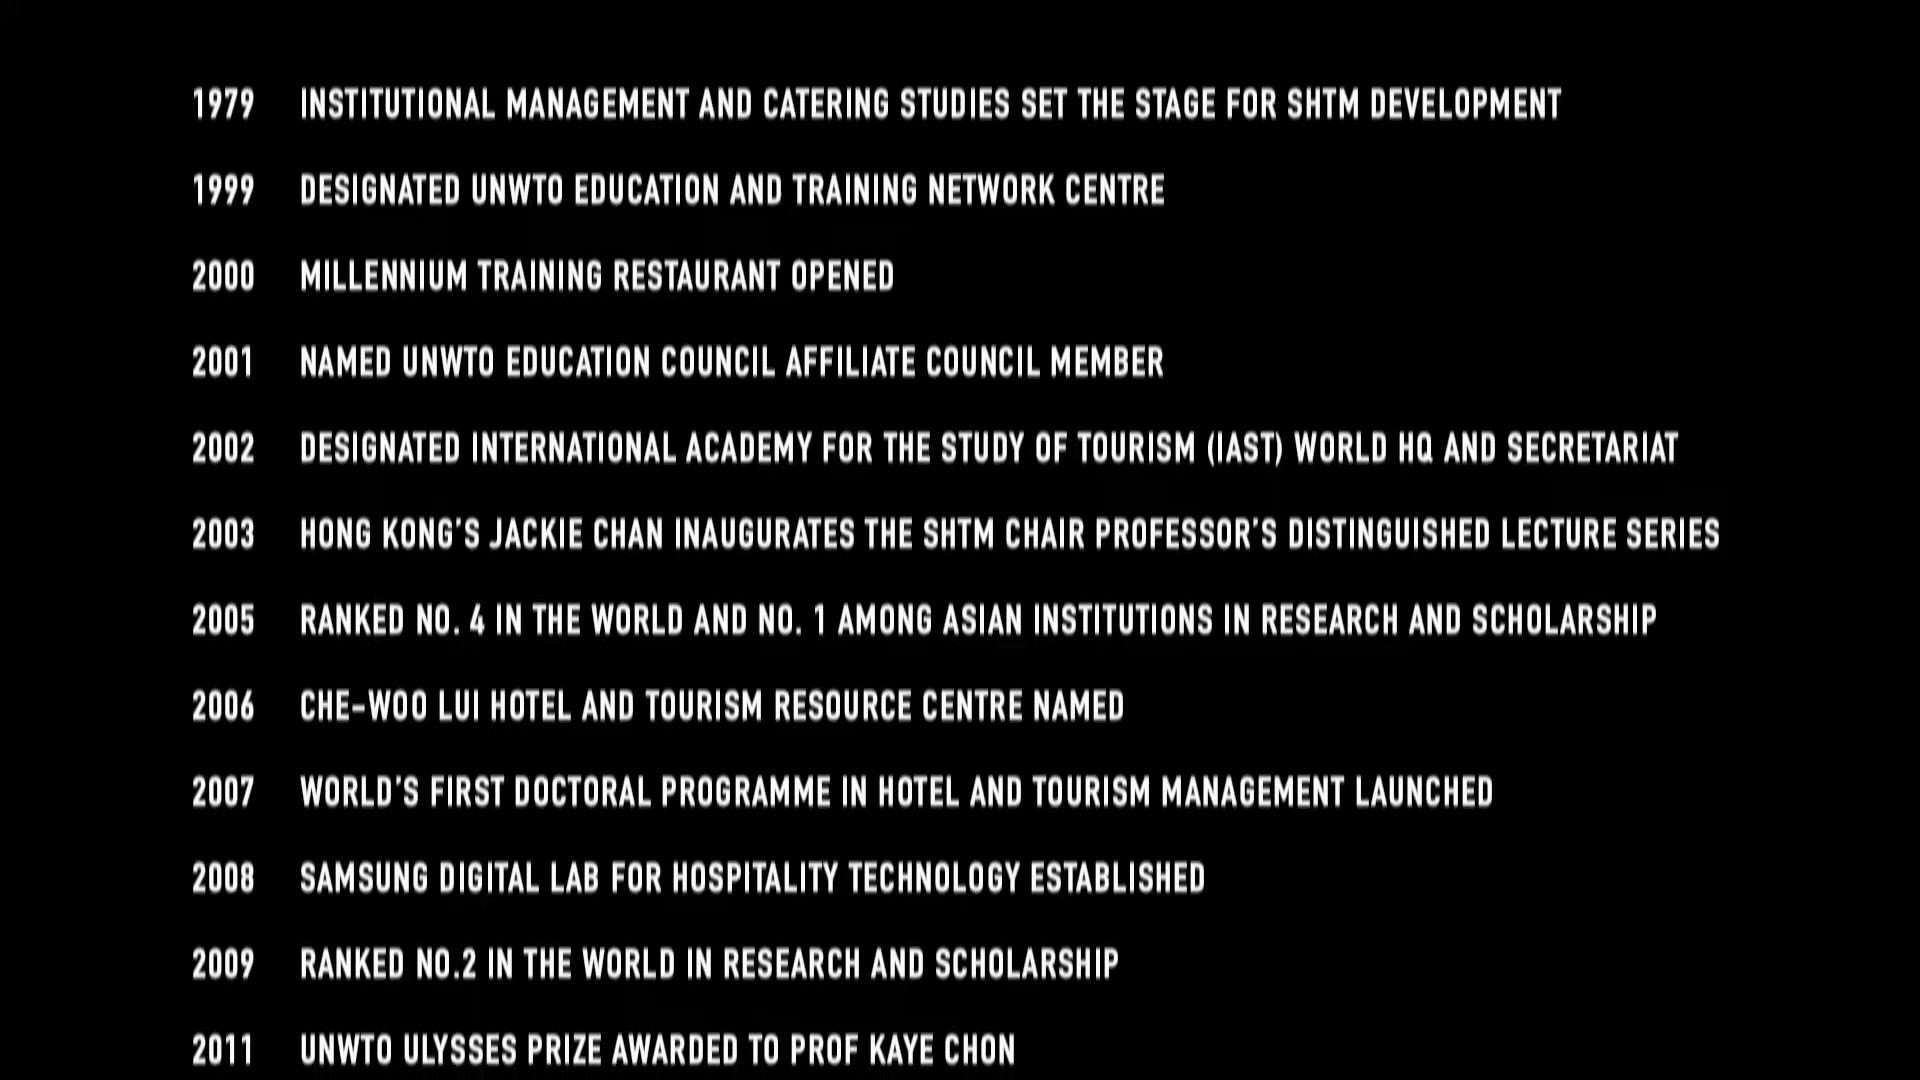 1979 INSTITUTIONAL MANAGEMENT AND CATERING STUDIES SET THE STAGE FOR SHTM DEVELOPMENT
1999 DESIGNATED UNWTO EDUCATION AND TRAINING NETWORK CENTRE
2000 MILLENNIUM TRAINING RESTAURANT OPENED
2001 NAMED UNWTO EDUCATION COUNCIL AFFILIATE COUNCIL MEMBER
2002 DESIGNATED INTERNATIONAL ACADEMY FOR THE STUDY OF TOURISM (IAST) WORLD HQ AND SECRETARIAT
2003 HONG KONG’S JACKIE CHAN INAUGURATES THE SHTM CHAIR PROFESSOR’S DISTINGUISHED LECTURE SERIES
2005 RANKED NO. 4 IN THE WORLD AND NO. 1 AMONG ASIAN INSTITUTIONS IN RESEARCH AND SCHOLARSHIP
2006 CHE-WOO LUI HOTEL AND TOURISM RESOURCE CENTRE NAMED
2007 WORLD’S FIRST DOCTORAL PROGRAMME IN HOTEL AND TOURISM MANAGEMENT LAUNCHED
2008 SAMSUNG DIGITAL LAB FOR HOSPITALITY TECHNOLOGY ESTABLISHED
2009 RANKED NO.2 IN THE WORLD IN RESEARCH AND SCHOLARSHIP
2011 UNWTO ULYSSES PRIZE AWARDED TO PROF KAYE CHON